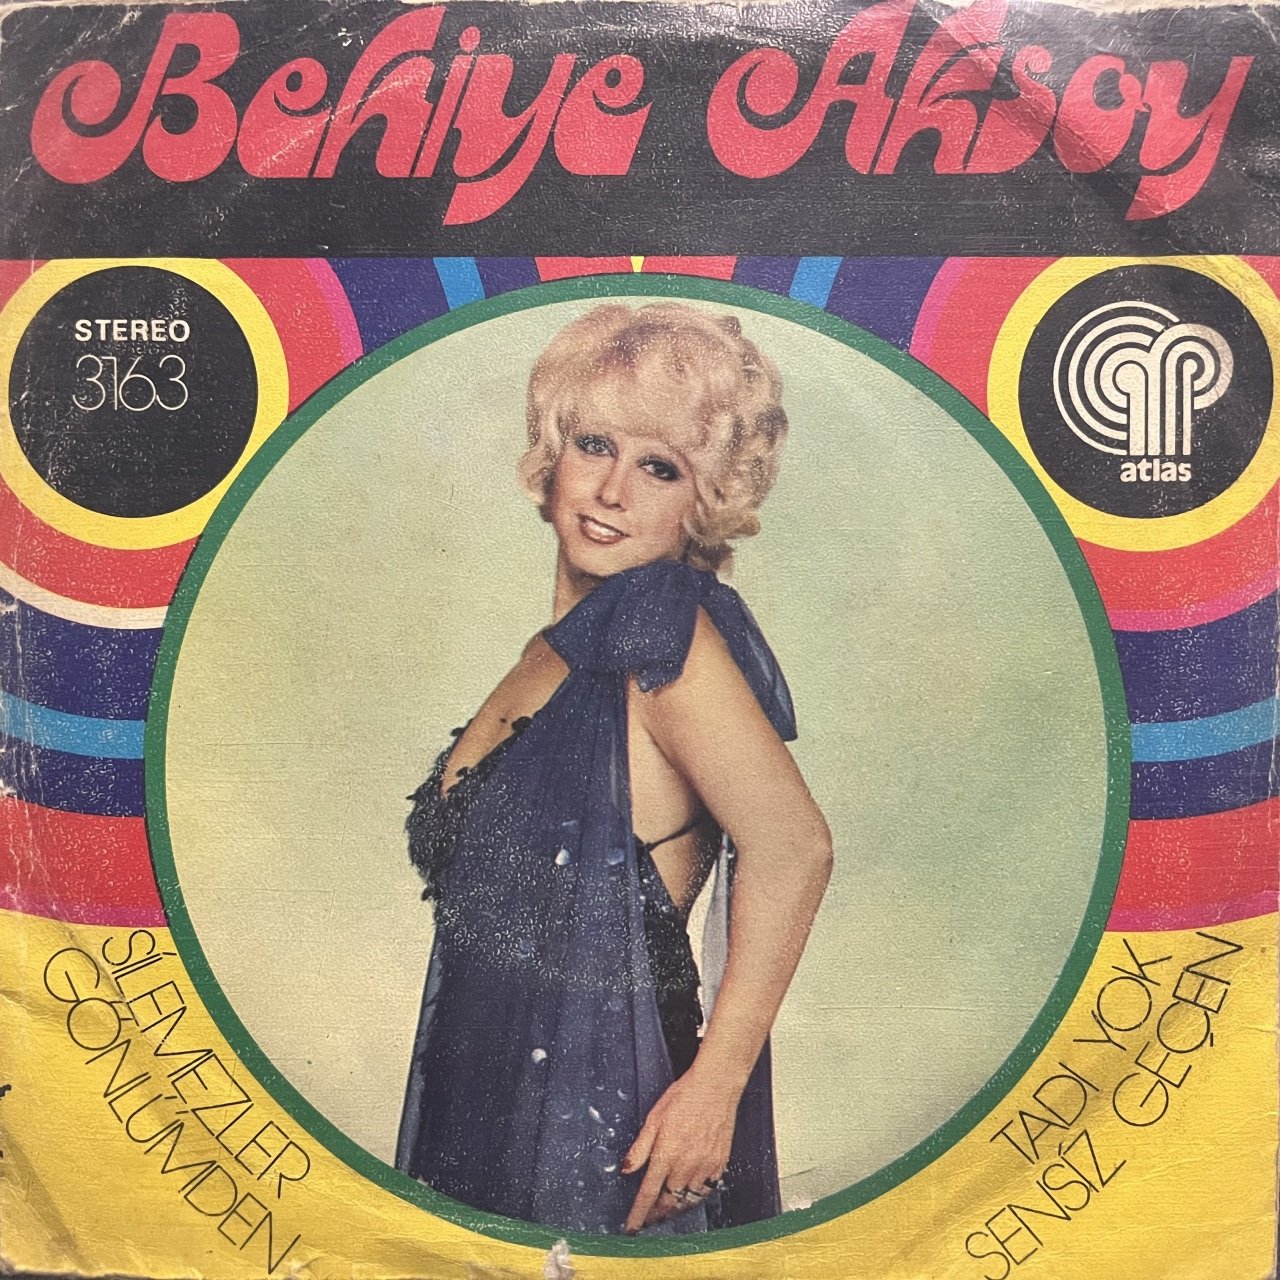 Behiye Aksoy
STEREO
3163
atlas
SİLEMEZLER
GÖNLÜMDEN
TADI YOK
SENSİZ GEÇEN